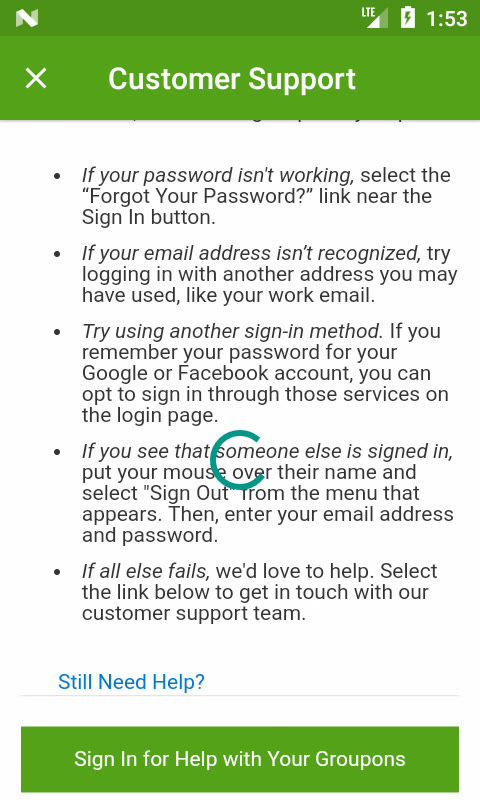 LTE 1:53
Customer Support
If your password isn't working, select the
“Forgot Your Password?” link near the
Sign In button.
If your email address isn’t recognized, try
logging in with another address you may
have used, like your work email.
Try using another sign-in method. If you
remember your password for your
Google or Facebook account, you can
opt to sign in through those services on
the login page.
If you see that someone else is signed in,
put your mouse over their name and
select "Sign Out" from the menu that
appears. Then, enter your email address
and password.
If all else fails, we'd love to help. Select
the link below to get in touch with our
customer support team.
Still Need Help?
Sign In for Help with Your Groupons